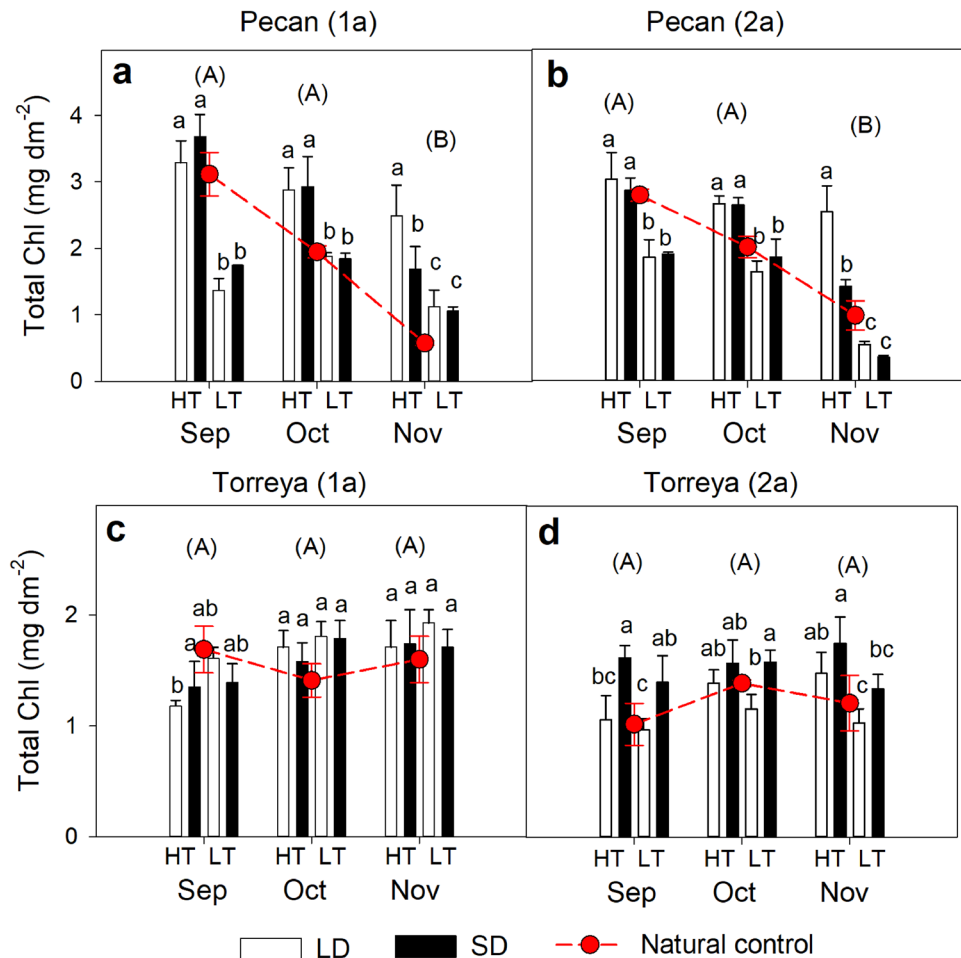 Pecan (1a) Pecan (2a)
a (A) (A) (B)
b (A) (A) (B)
Total Chl (mg dm-2)
4
3
2
1
0
a a b b
a a b b
a b c c
a a b b
a a b b
a b c c
HT LT HT LT HT LT
HT LT HT LT HT LT
Sep Oct Nov
Sep Oct Nov
Torreya (1a) Torreya (2a)
c (A) (A) (A)
d (A) (A) (A)
Total Chl (mg dm-2)
2
1
0
b a ab ab
a a a a
a a a a
bc a c ab
ab ab b a
ab a c bc
HT LT HT LT HT LT
HT LT HT LT HT LT
Sep Oct Nov
Sep Oct Nov
LD SD Natural control